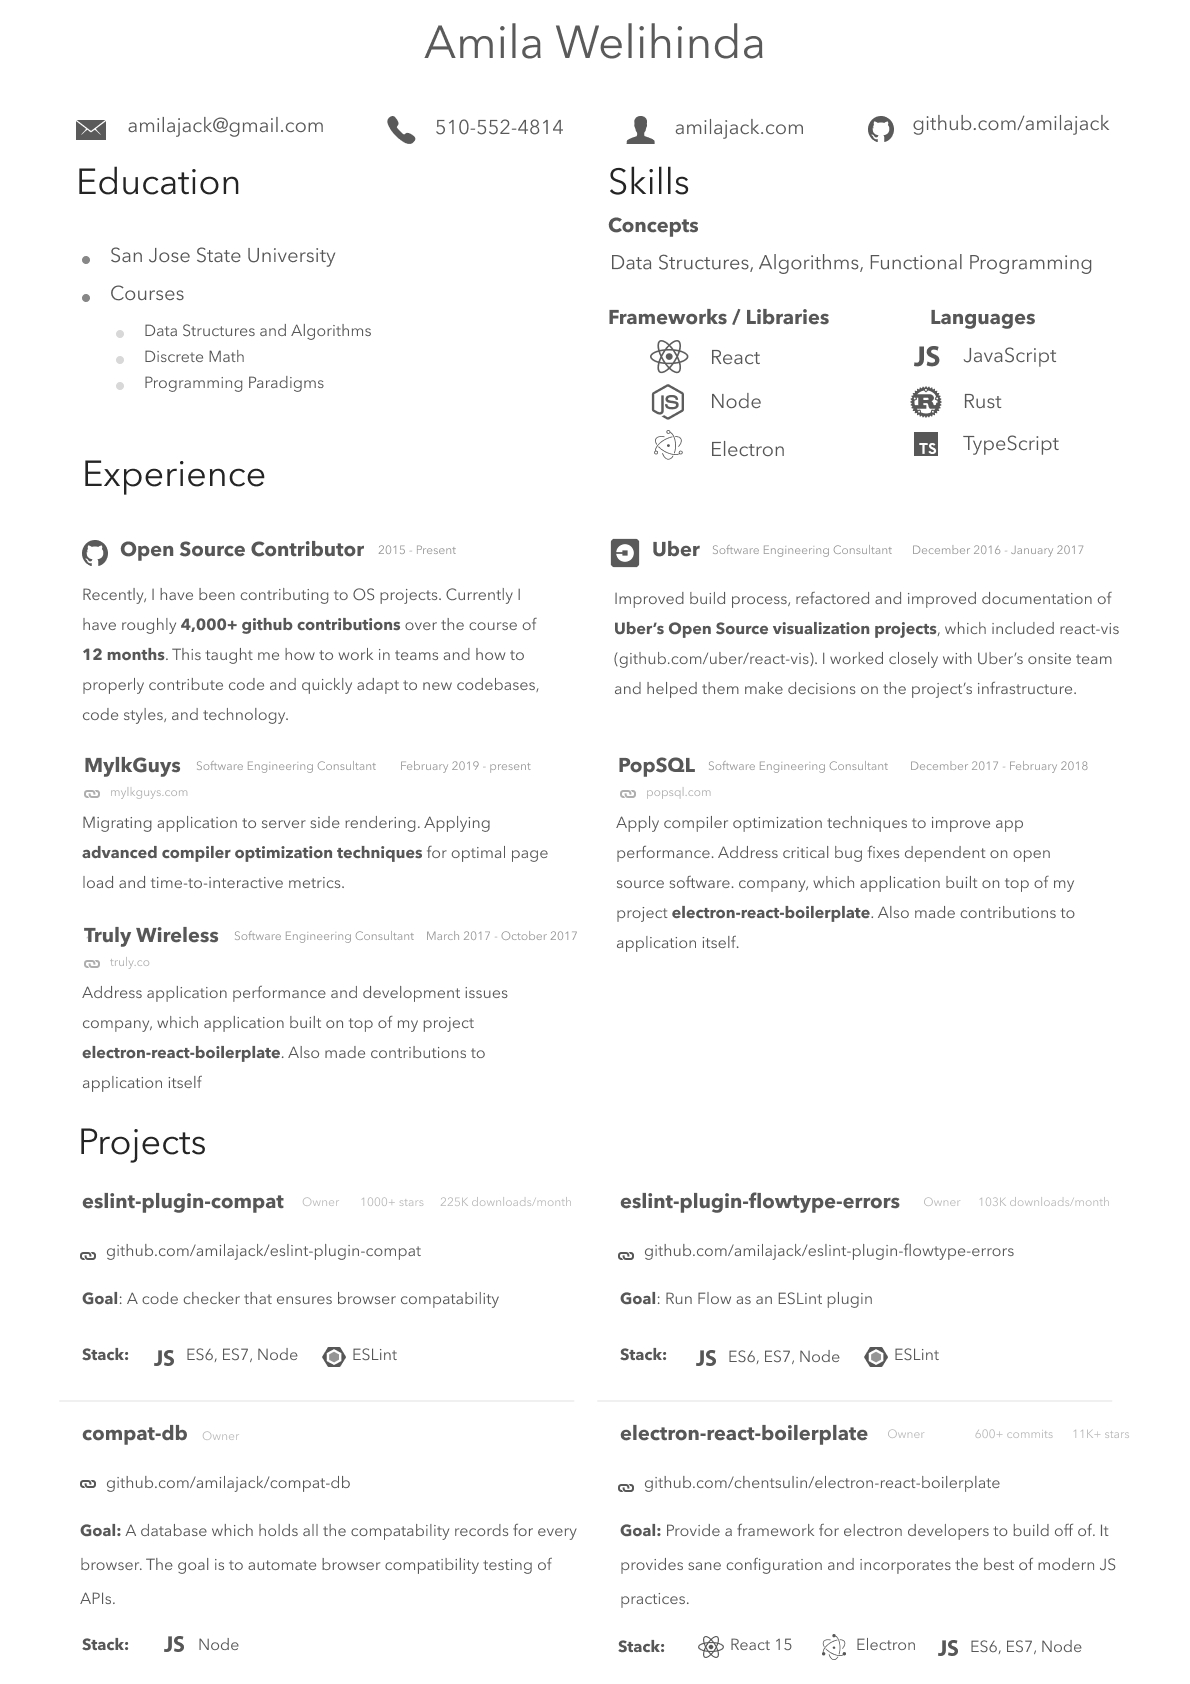 Amila Welihinda
amilajack@gmail.com 510-552-4814 amilajack.com github.com/amilajack
Education
San Jose State University
Courses
Data Structures and Algorithms
Discrete Math
Programming Paradigms
Skills
Concepts
Data Structures, Algorithms, Functional Programming
Frameworks / Libraries
React
JS Node
Electron
Languages
JS JavaScript
R Rust
TS TypeScript
Experience
Open Source Contributor 2015 - Present
Recently, I have been contributing to OS projects. Currently I
have roughly 4,000+ github contributions over the course of
12 months. This taught me how to work in teams and how to
properly contribute code and quickly adapt to new codebases,
code styles, and technology.
Uber Software Engineering Consultant December 2016 - January 2017
Improved build process, refactored and improved documentation of
Uber’s Open Source visualization projects, which included react-vis
(github.com/uber/react-vis). I worked closely with Uber’s onsite team
and helped them make decisions on the project’s infrastructure.
MylkGuys Software Engineering Consultant February 2019 - present
mylkguys.com
Migrating application to server side rendering. Applying
advanced compiler optimization techniques for optimal page
load and time-to-interactive metrics.
PopSQL Software Engineering Consultant December 2017 - February 2018
popsql.com
Apply compiler optimization techniques to improve app
performance. Address critical bug fixes dependent on open
source software. company, which application built on top of my
project electron-react-boilerplate. Also made contributions to
application itself.
Truly Wireless Software Engineering Consultant March 2017 - October 2017
truly.co
Address application performance and development issues
company, which application built on top of my project
electron-react-boilerplate. Also made contributions to
application itself
Projects
eslint-plugin-compat Owner 1000+ stars 225K downloads/month
github.com/amilajack/eslint-plugin-compat
Goal: A code checker that ensures browser compatability
Stack: JS ES6, ES7, Node ESLint
eslint-plugin-flowtype-errors Owner 103K downloads/month
github.com/amilajack/eslint-plugin-flowtype-errors
Goal: Run Flow as an ESLint plugin
Stack: JS ES6, ES7, Node ESLint
compat-db Owner
github.com/amilajack/compat-db
Goal: A database which holds all the compatability records for every
browser. The goal is to automate browser compatibility testing of
APIs.
Stack: JS Node
electron-react-boilerplate Owner 600+ commits 11K+ stars
github.com/chentsulin/electron-react-boilerplate
Goal: Provide a framework for electron developers to build off of. It
provides sane configuration and incorporates the best of modern JS
practices.
Stack: React 15 Electron JS ES6, ES7, Node